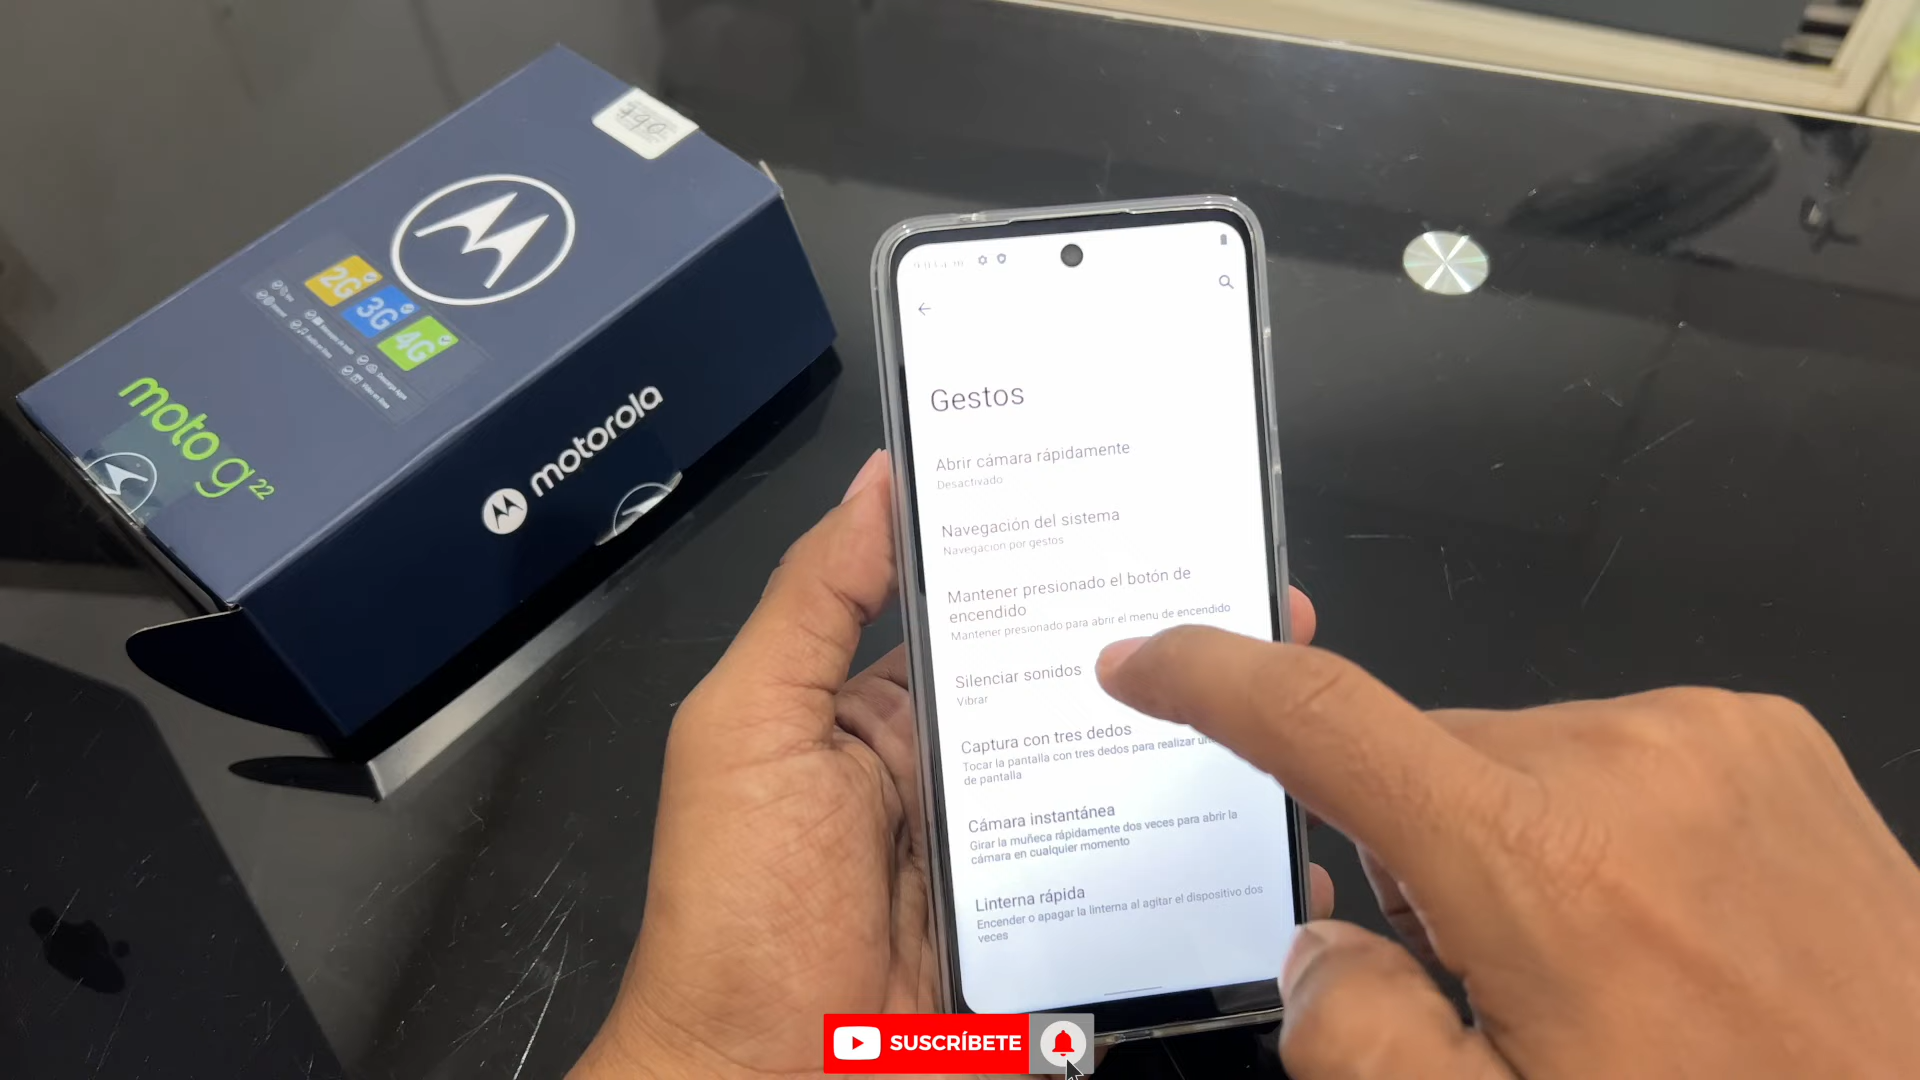 790
2G
3G
4G
moto g22
motorola
Gestos
Abrir cámara rápidamente
Desactivado
Navegación del sistema
Navegación por gestos
Mantener presionado el botón de
encendido
Mantener presionado para abrir el menú de encendido
Silenciar sonidos
Vibrar
Captura con tres dedos
Tocar la pantalla con tres dedos para realizar
de pantalla
Cámara instantánea
Girar la muñeca rápidamente dos veces para abrir la
cámara en cualquier momento
Linterna rápida
Encender o apagar la linterna al agitar el dispositivo dos
veces
SUSCRÍBETE